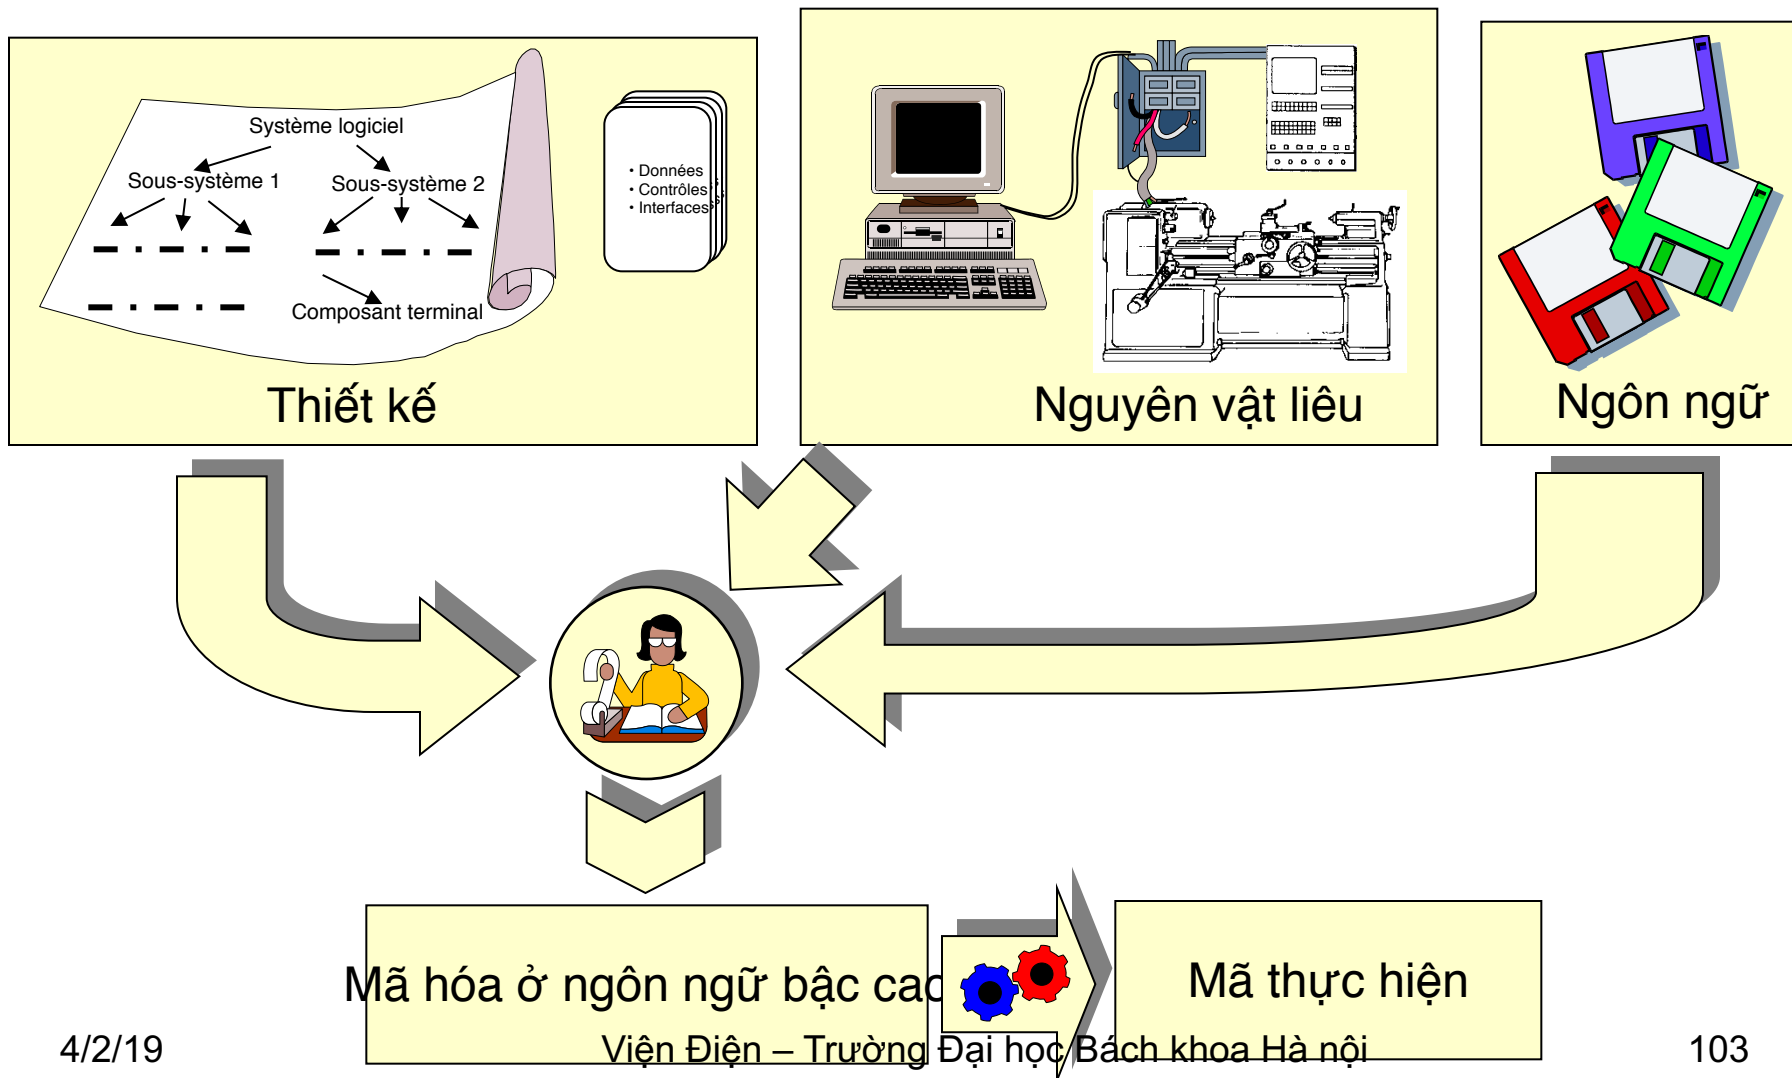 Système logiciel
Sous-système 1
Sous-système 2
Composant terminal
• Données
• Contrôles
• Interfaces
Thiết kế
Nguyên vật liêu
Ngôn ngữ
Mã hóa ở ngôn ngữ bậc cao
Mã thực hiện
4/2/19
Viện Điện – Trường Đại học Bách khoa Hà nội
103